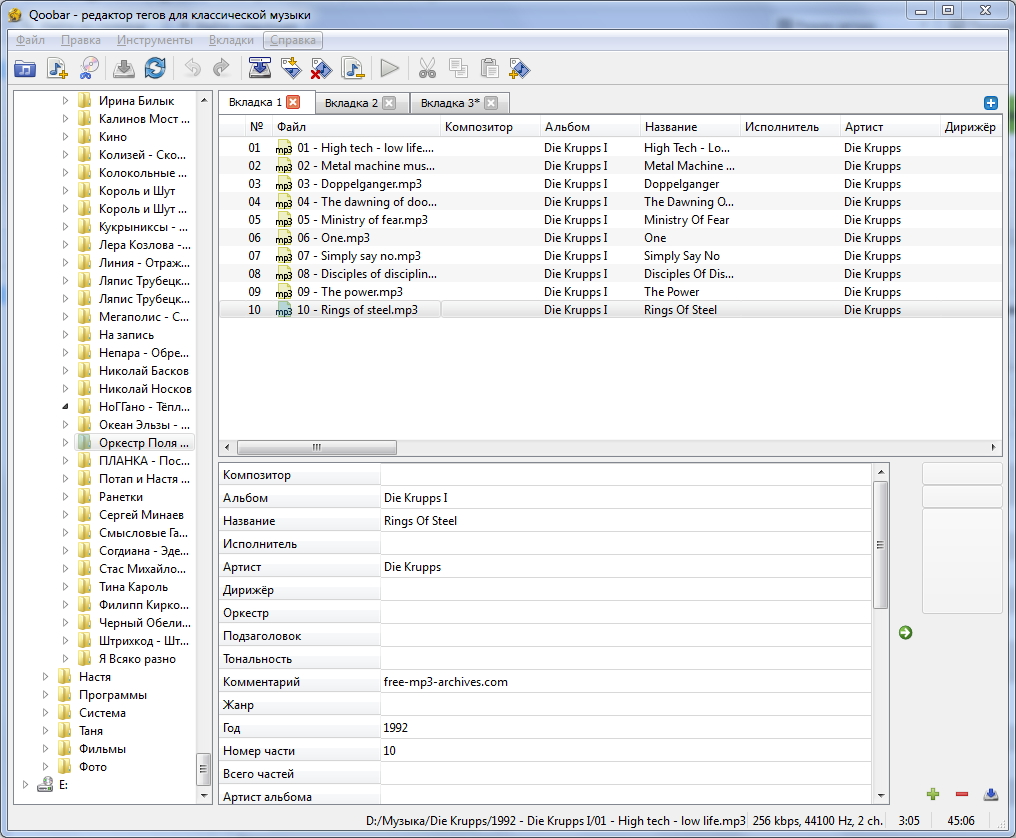 Qoobar - редактор тегов для классической музыки
Файл Правка Инструменты Вкладки Справка
Ирина Билык
Калинов Мост ...
Кино
Колизей - Ско...
Колокольные ...
Король и Шут
Король и Шут ...
Кукрыниксы - ...
Лера Козлова -...
Линия - Отраж...
Ляпис Трубецк...
Ляпис Трубецк...
Мегаполис - С...
На запись
Непара - Обре...
Николай Басков
Николай Носков
НоГГано - Тёпл...
Океан Эльзы - ...
Оркестр Поля ...
ПЛАНКА - Пос...
Потап и Настя ...
Ранетки
Сергей Минаев
Смысловые Га...
Согдиана - Эде...
Стас Михайло...
Тина Кароль
Филипп Кирко...
Черный Обели...
Штрихкод - Шт...
Я Всяко разно
Настя
Программы
Система
Таня
Фильмы
Фото
E:
Вкладка 1 Вкладка 2 Вкладка 3*
№ Файл Композитор Альбом Название Исполнитель Артист Дирижёр
01 mp3 01 - High tech - low life.... Die Krupps I High Tech - Lo... Die Krupps
02 mp3 02 - Metal machine mus... Die Krupps I Metal Machine ... Die Krupps
03 mp3 03 - Doppelganger.mp3 Die Krupps I Doppelganger Die Krupps
04 mp3 04 - The dawning of doo... Die Krupps I The Dawning O... Die Krupps
05 mp3 05 - Ministry of fear.mp3 Die Krupps I Ministry Of Fear Die Krupps
06 mp3 06 - One.mp3 Die Krupps I One Die Krupps
07 mp3 07 - Simply say no.mp3 Die Krupps I Simply Say No Die Krupps
08 mp3 08 - Disciples of disciplin... Die Krupps I Disciples Of Dis... Die Krupps
09 mp3 09 - The power.mp3 Die Krupps I The Power Die Krupps
10 mp3 10 - Rings of steel.mp3 Die Krupps I Rings Of Steel Die Krupps
Композитор
Альбом Die Krupps I
Название Rings Of Steel
Исполнитель
Артист Die Krupps
Дирижёр
Оркестр
Подзаголовок
Тональность
Комментарий free-mp3-archives.com
Жанр
Год 1992
Номер части 10
Всего частей
Артист альбома
D:/Музыка/Die Krupps/1992 - Die Krupps I/01 - High tech - low life.mp3 256 kbps, 44100 Hz, 2 ch. 3:05 45:06